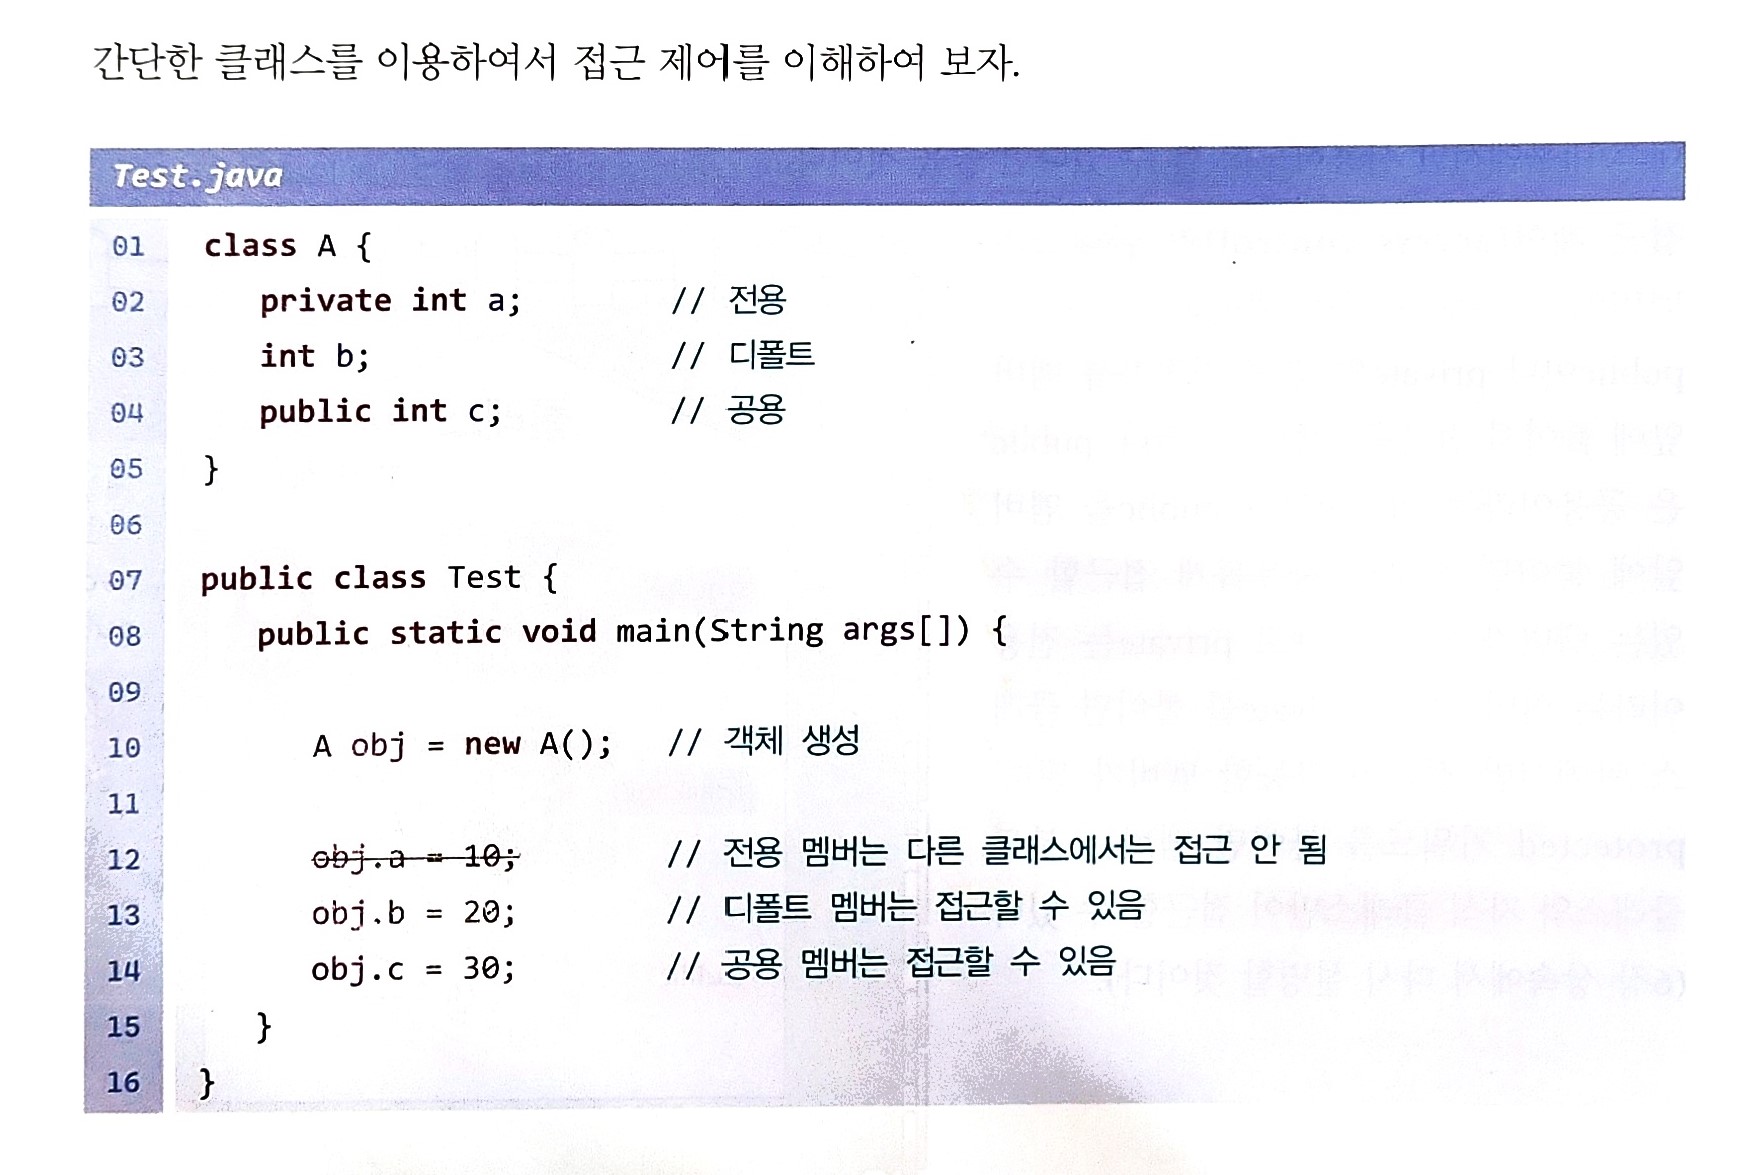 간단한 클래스를 이용하여서 접근 제어를 이해하여 보자.
Test.java
01 class A {
02 private int a; // 전용
03 int b; // 디폴트
04 public int c; // 공용
05 }
06
07 public class Test {
08 public static void main(String args[]) {
09
10 A obj = new A(); // 객체 생성
11
12 obj.a = 10; // 전용 멤버는 다른 클래스에서는 접근 안 됨
13 obj.b = 20; // 디폴트 멤버는 접근할 수 있음
14 obj.c = 30; // 공용 멤버는 접근할 수 있음
15 }
16 }